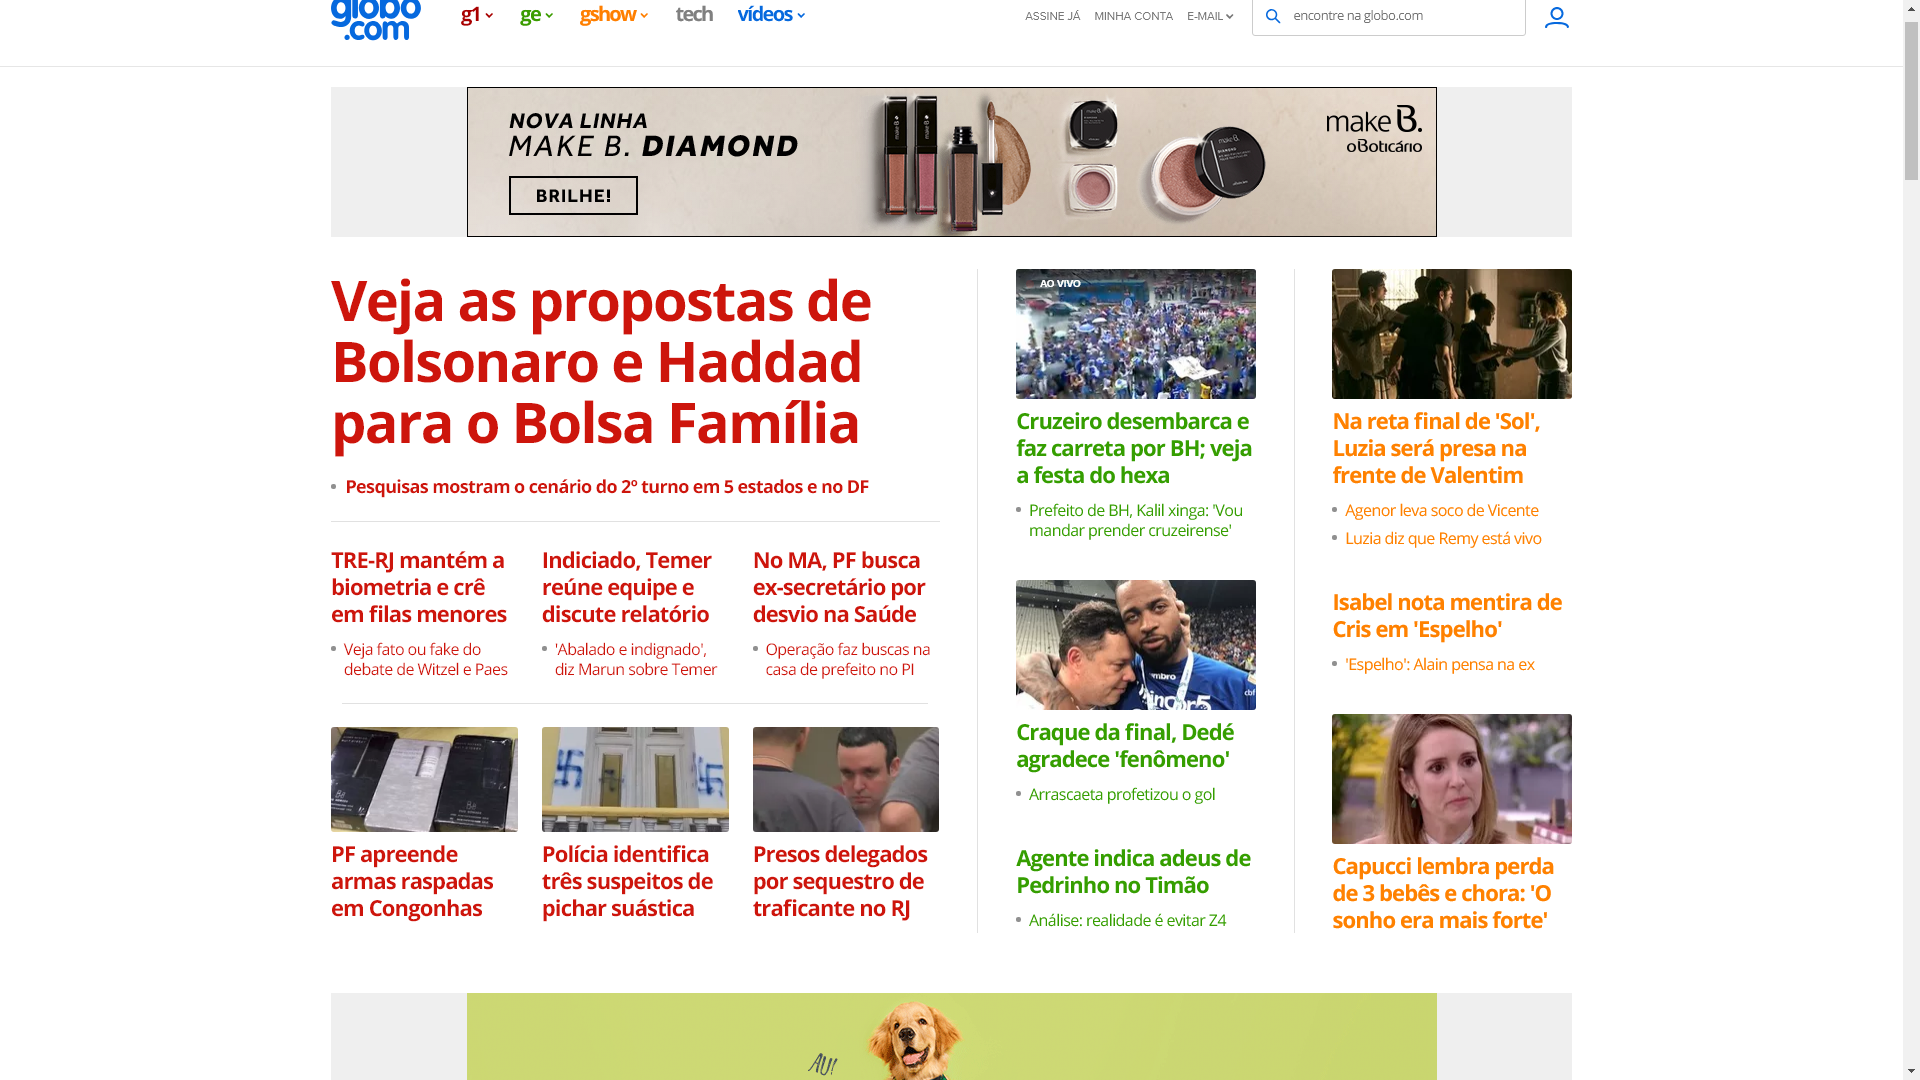 globo
.com
g1
ge
gshow
tech
vídeos
ASSINE JÁ
MINHA CONTA
E-MAIL
encontre na globo.com
NOVA LINHA
MAKE B. DIAMOND
BRILHE!
make B.
oBoticário
Veja as propostas de
Bolsonaro e Haddad
para o Bolsa Família
Pesquisas mostram o cenário do 2º turno em 5 estados e no DF
TRE-RJ mantém a
biometria e crê
em filas menores
Veja fato ou fake do
debate de Witzel e Paes
Indiciado, Temer
reúne equipe e
discute relatório
'Abalado e indignado',
diz Marun sobre Temer
No MA, PF busca
ex-secretário por
desvio na Saúde
Operação faz buscas na
casa de prefeito no PI
PF apreende
armas raspadas
em Congonhas
Polícia identifica
três suspeitos de
pichar suástica
Presos delegados
por sequestro de
traficante no RJ
AO VIVO
Cruzeiro desembarca e
faz carreta por BH; veja
a festa do hexa
Prefeito de BH, Kalil xinga: 'Vou
mandar prender cruzeirense'
Craque da final, Dedé
agradece 'fenômeno'
Arrascaeta profetizou o gol
Agente indica adeus de
Pedrinho no Timão
Análise: realidade é evitar Z4
Na reta final de 'Sol',
Luzia será presa na
frente de Valentim
Agenor leva soco de Vicente
Luzia diz que Remy está vivo
Isabel nota mentira de
Cris em 'Espelho'
'Espelho': Alain pensa na ex
Capucci lembra perda
de 3 bebês e chora: 'O
sonho era mais forte'
AU!